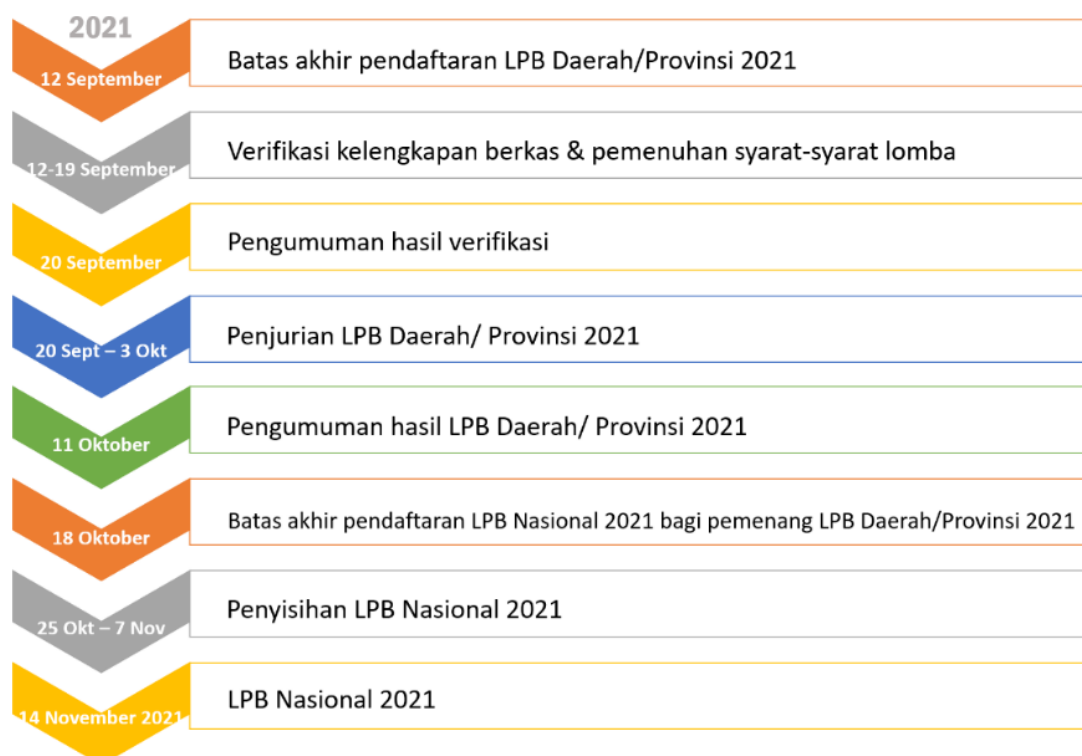 2021
12 September
Batas akhir pendaftaran LPB Daerah/Provinsi 2021
12-19 September
Verifikasi kelengkapan berkas & pemenuhan syarat-syarat lomba
20 September
Pengumuman hasil verifikasi
20 Sept – 3 Okt
Penjurian LPB Daerah/ Provinsi 2021
11 Oktober
Pengumuman hasil LPB Daerah/ Provinsi 2021
18 Oktober
Batas akhir pendaftaran LPB Nasional 2021 bagi pemenang LPB Daerah/Provinsi 2021
25 Okt – 7 Nov
Penyisihan LPB Nasional 2021
14 November 2021
LPB Nasional 2021